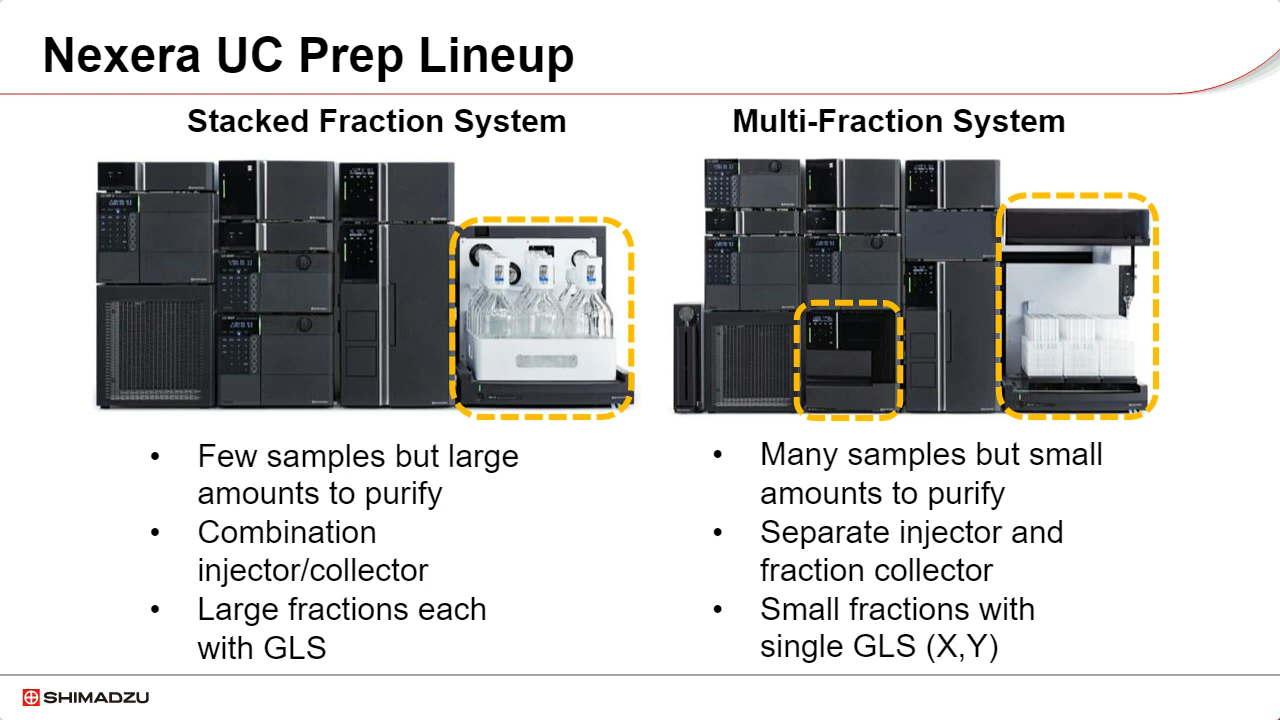 Nexera UC Prep Lineup
Stacked Fraction System
Multi-Fraction System
• Few samples but large
amounts to purify
• Combination
injector/collector
• Large fractions each
with GLS
• Many samples but small
amounts to purify
• Separate injector and
fraction collector
• Small fractions with
single GLS (X,Y)
SHIMADZU